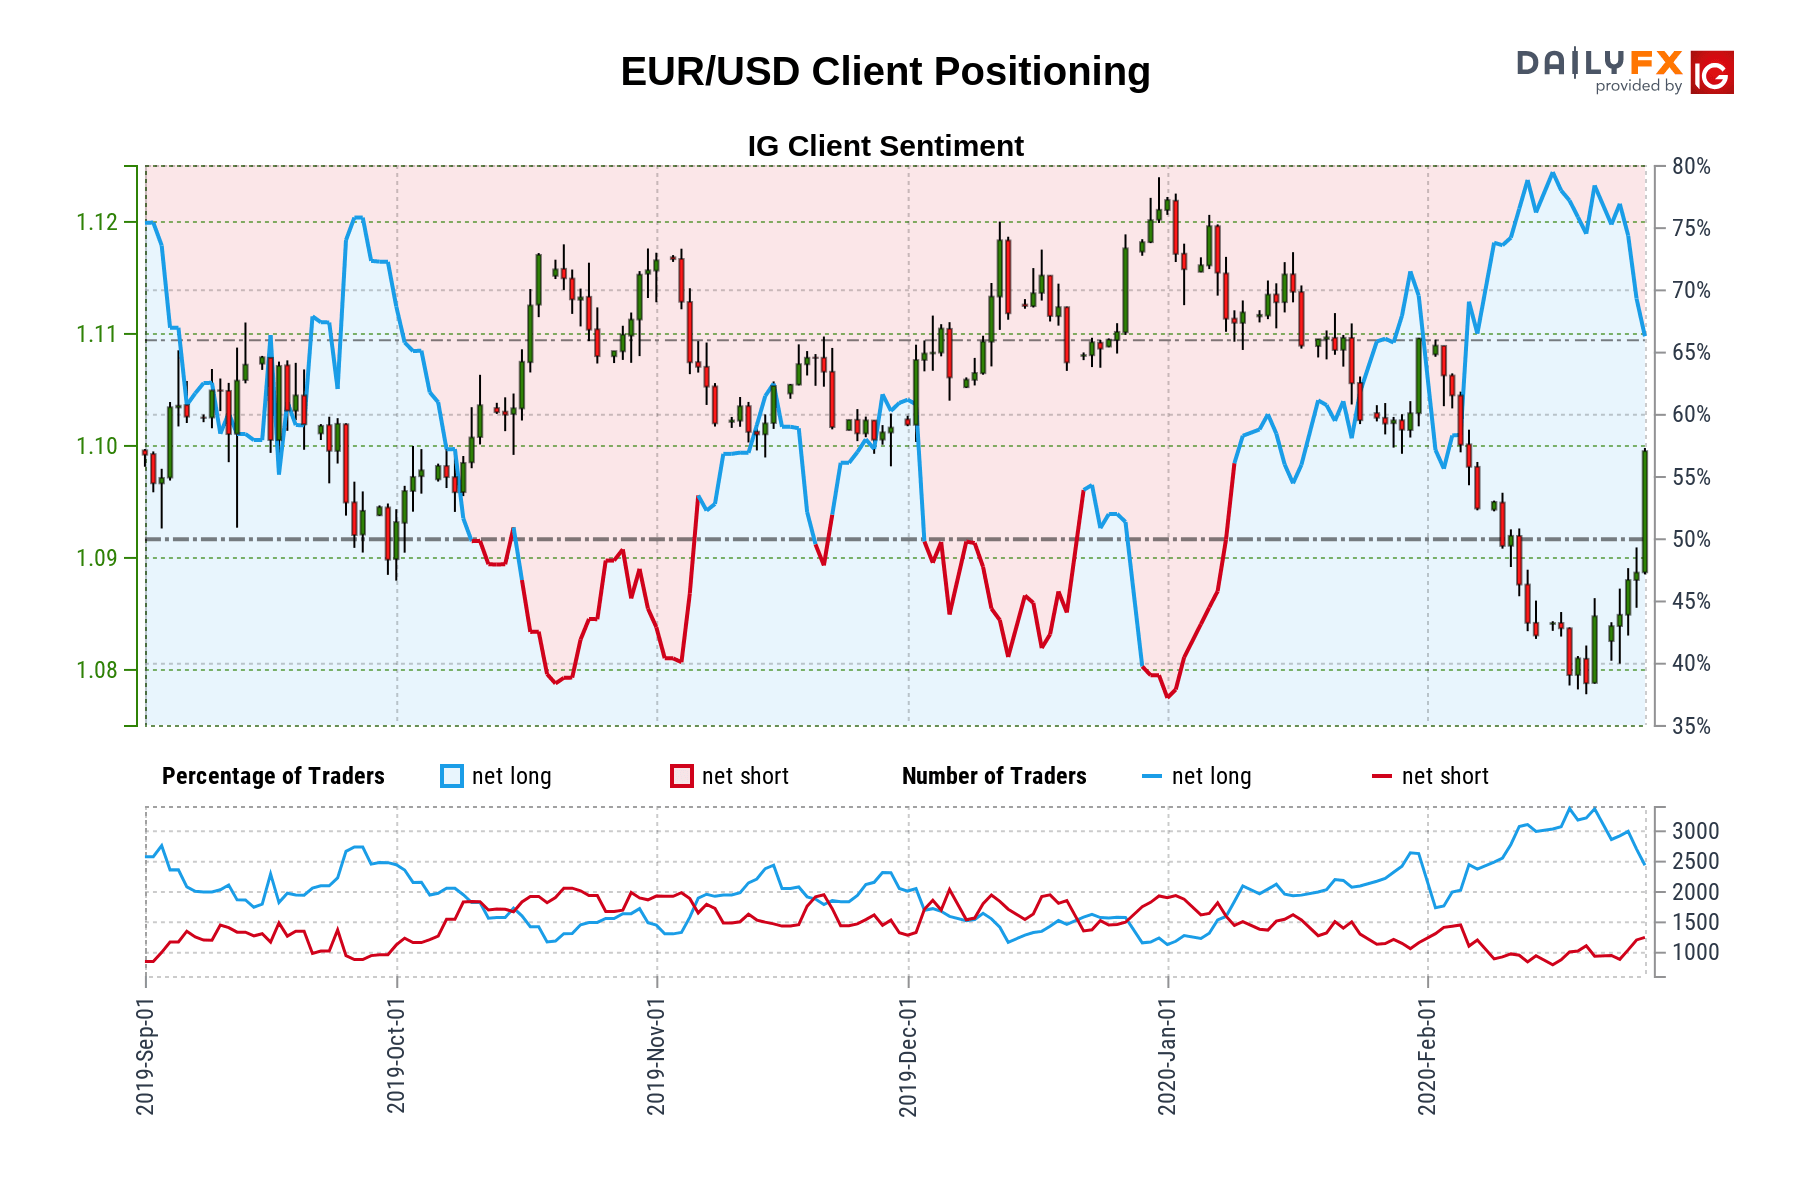 EUR/USD Client Positioning
DAILYFX
provided by IG
IG Client Sentiment
1.12
1.11
1.10
1.09
1.08
80%
75%
70%
65%
60%
55%
50%
45%
40%
35%
Percentage of Traders net long net short Number of Traders net long net short
3000
2500
2000
1500
1000
2019-Sep-01
2019-Oct-01
2019-Nov-01
2019-Dec-01
2020-Jan-01
2020-Feb-01